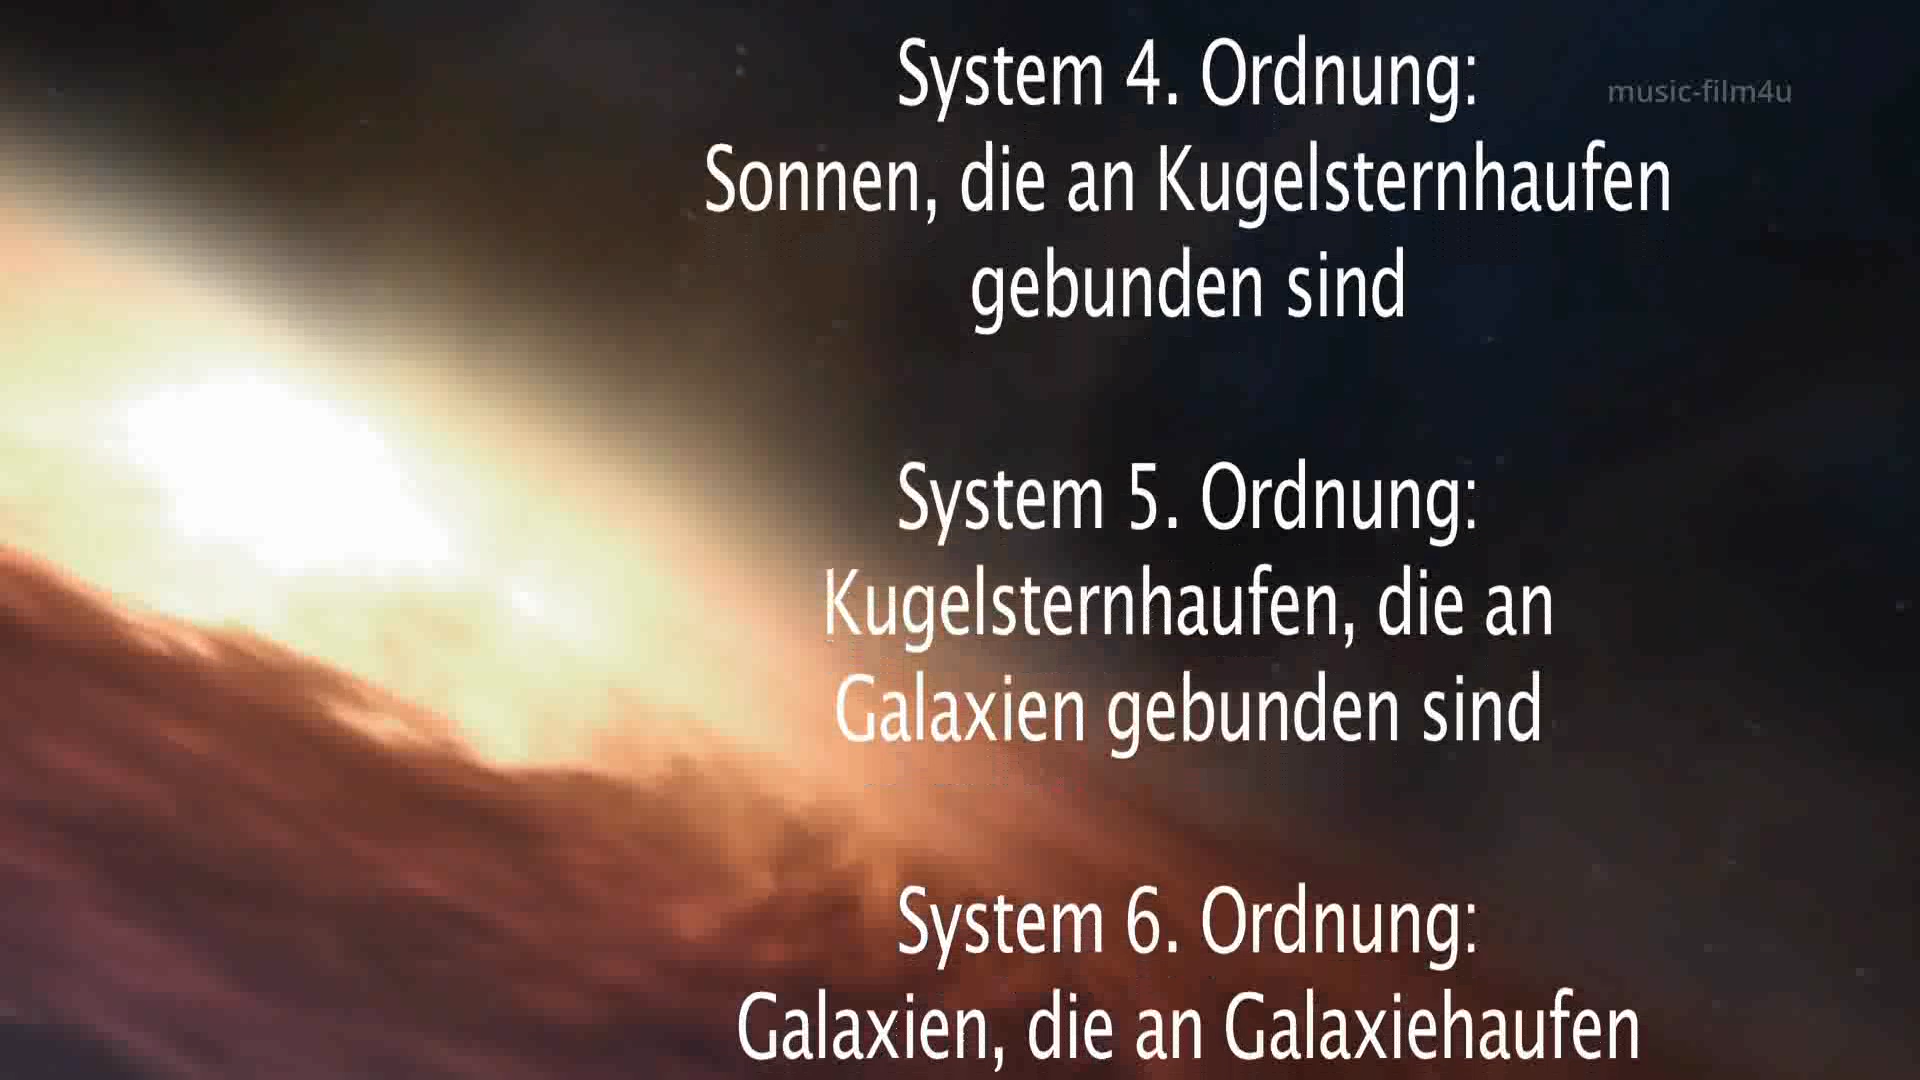 System 4. Ordnung:
music-film4u
Sonnen, die an Kugelsternhaufen
gebunden sind
System 5. Ordnung:
Kugelsternhaufen, die an
Galaxien gebunden sind
System 6. Ordnung:
Galaxien, die an Galaxiehaufen